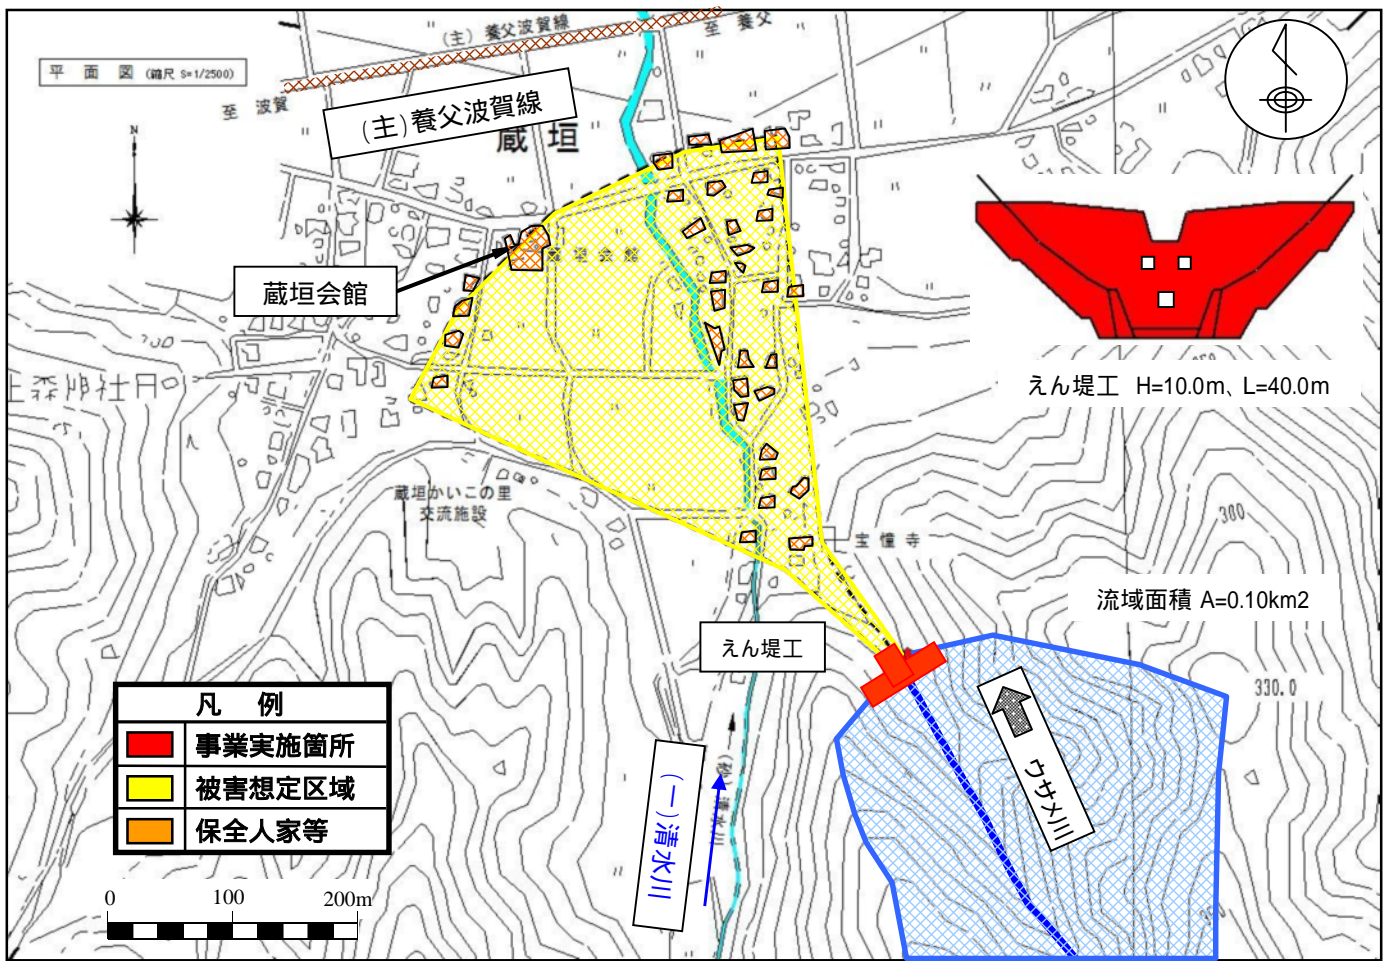 (主) 養父波賀線
至 養父
平 面 図 (縮尺 S=1/2500)
至 波賀
(主)養父波賀線
蔵 垣
N
蔵垣会館
蔵垣会館
えん堤工 H=10.0m、L=40.0m
蔵垣かいこの里
交流施設
宝憧寺
300
流域面積 A=0.10km2
えん堤工
330.0
凡 例
事業実施箇所
被害想定区域
保全人家等
(一)清水川
ウサメ川
0 100 200m